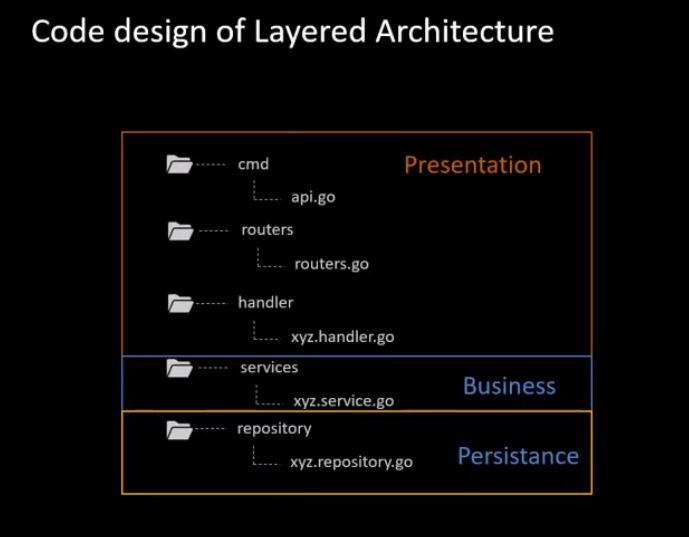 Code design of Layered Architecture
cmd
Presentation
api.go
routers
routers.go
handler
xyz.handler.go
services
Business
xyz.service.go
repository
Persistance
xyz.repository.go